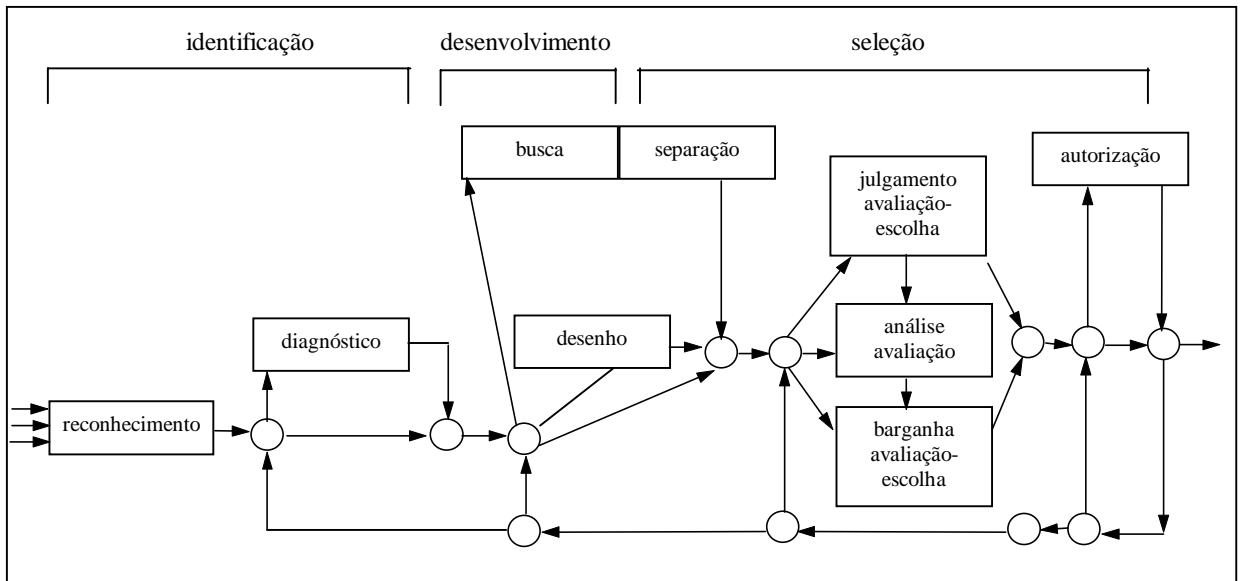 identificação
desenvolvimento
seleção
busca
separação
autorização
julgamento
avaliação-
escolha
diagnóstico
desenho
análise
avaliação
reconhecimento
barganha
avaliação-
escolha